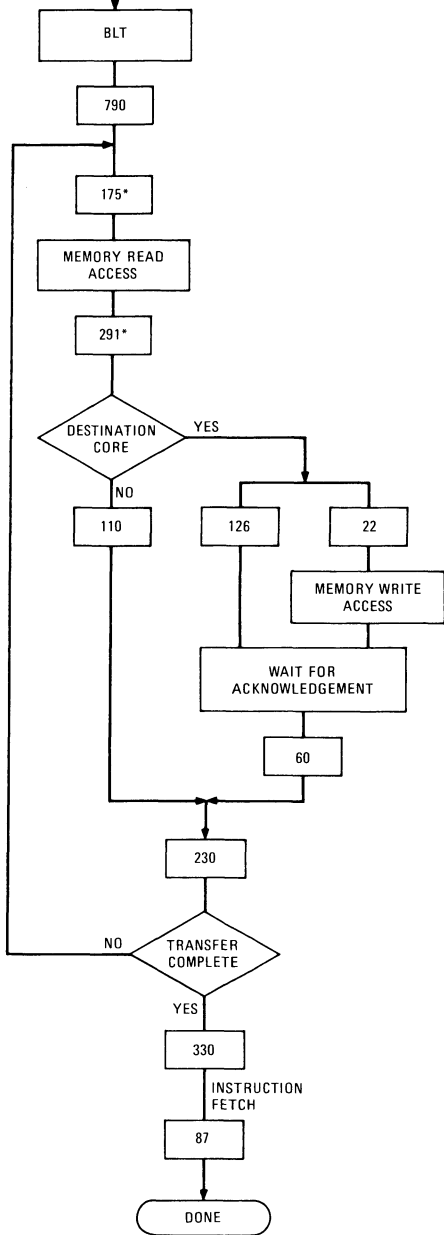 BLT
790
175*
MEMORY READ
ACCESS
291*
DESTINATION
CORE
YES
NO
110
126
22
MEMORY WRITE
ACCESS
WAIT FOR
ACKNOWLEDGEMENT
60
230
NO
TRANSFER
COMPLETE
YES
330
INSTRUCTION
FETCH
87
DONE